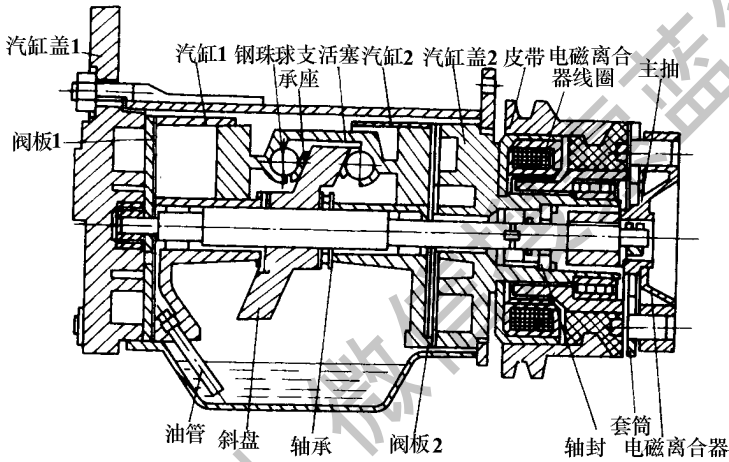 汽缸盖1
汽缸1
钢珠球支活塞汽缸2
承座
汽缸盖2
皮带
电磁离合
器线圈
主抽
阀板1
油管
斜盘
轴承
阀板2
轴封
套筒
电磁离合器